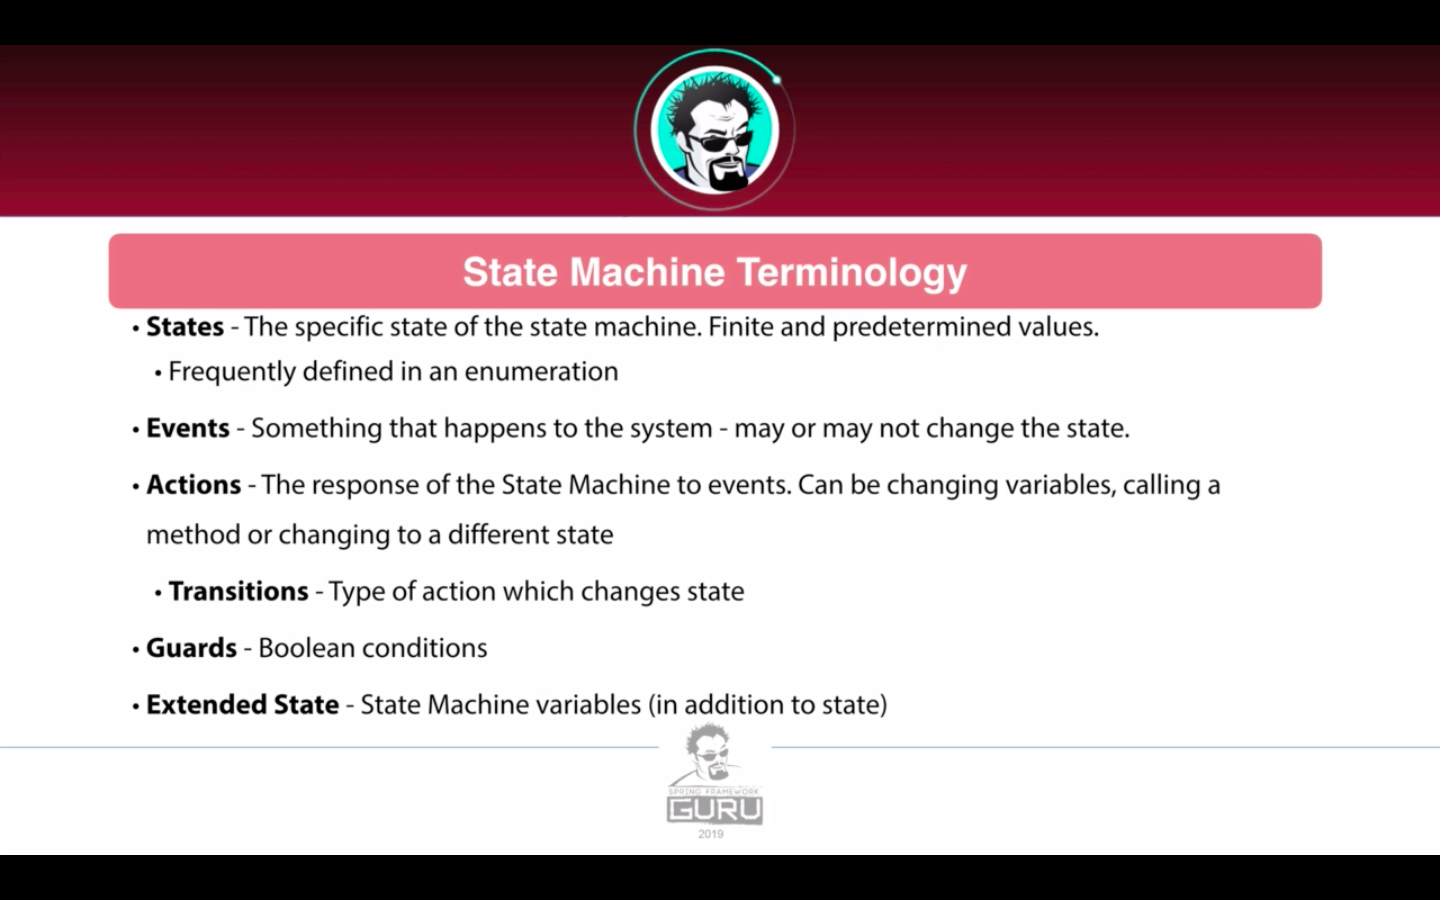 State Machine Terminology
• States - The specific state of the state machine. Finite and predetermined values.
• Frequently defined in an enumeration
• Events - Something that happens to the system - may or may not change the state.
• Actions - The response of the State Machine to events. Can be changing variables, calling a
method or changing to a different state
• Transitions - Type of action which changes state
• Guards - Boolean conditions
• Extended State - State Machine variables (in addition to state)
SPRING FRAMEWORK
GURU
2019